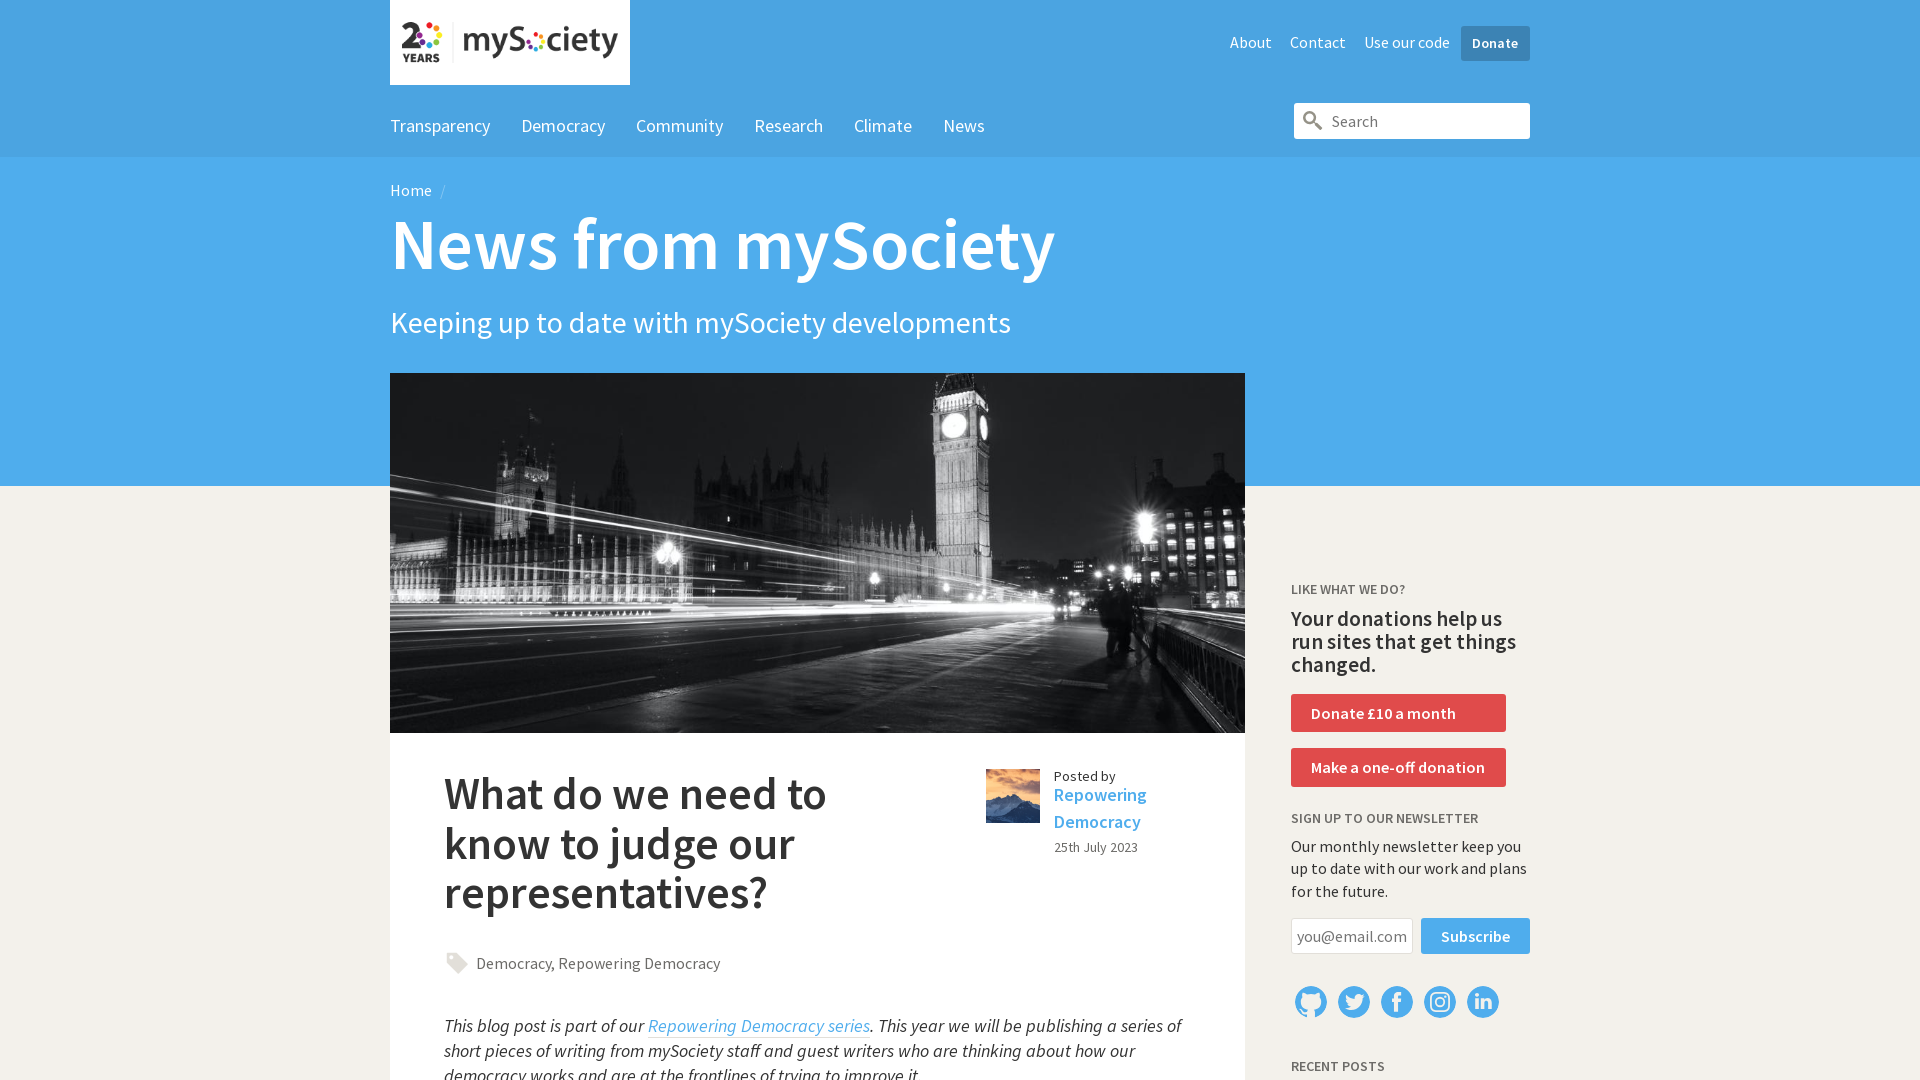 20 YEARS mySociety
About Contact Use our code Donate
Transparency Democracy Community Research Climate News
Search
Home /
News from mySociety
Keeping up to date with mySociety developments
What do we need to
know to judge our
representatives?
Posted by
Repowering
Democracy
25th July 2023
Democracy, Repowering Democracy
This blog post is part of our Repowering Democracy series. This year we will be publishing a series of
short pieces of writing from mySociety staff and guest writers who are thinking about how our
democracy works and are at the frontlines of trying to improve it.
LIKE WHAT WE DO?
Your donations help us
run sites that get things
changed.
Donate £10 a month
Make a one-off donation
SIGN UP TO OUR NEWSLETTER
Our monthly newsletter keep you
up to date with our work and plans
for the future.
you@email.com Subscribe
RECENT POSTS